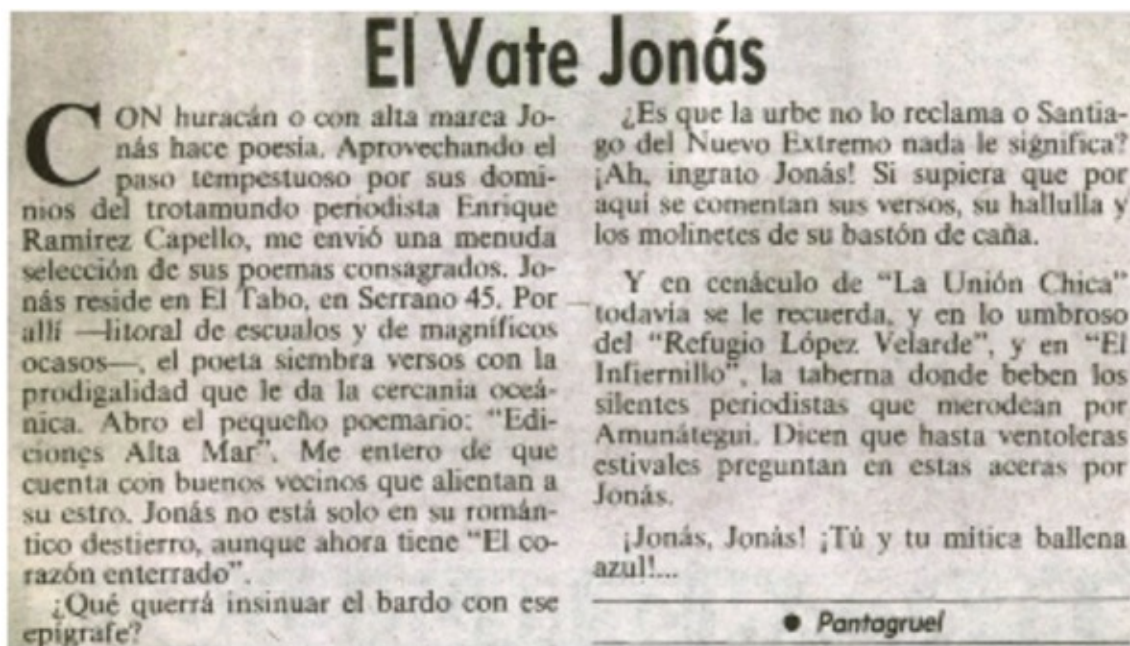 El Vate Jonás
CON huracán o con alta marea Jo-
nás hace poesía. Aprovechando el
paso tempestuoso por sus domi-
nios del trotamundo periodista Enrique
Ramírez Capello, me envió una menuda
selección de sus poemas consagrados. Jo-
nás reside en El Tabo, en Serrano 45. Por
allí —litoral de escualos y de magníficos
ocasos—, el poeta siembra versos con la
prodigalidad que le da la cercanía oceá-
nica. Abro el pequeño poemario: "Edi-
ciones Alta Mar". Me entero de que
cuenta con buenos vecinos que alientan a
su estro. Jonás no está solo en su román-
tico destierro, aunque ahora tiene "El co-
razón enterrado".
¿Qué querrá insinuar el bardo con ese
epígrafe?
¿Es que la urbe no lo reclama o Santia-
go del Nuevo Extremo nada le significa?
¡Ah, ingrato Jonás! Si supiera que por
aquí se comentan sus versos, su hallulla y
los molinetes de su bastón de caña.
Y en cenáculo de "La Unión Chica"
todavía se le recuerda, y en lo umbroso
del "Refugio López Velarde", y en "El
Infiernillo", la taberna donde beben los
silentes periodistas que merodean por
Amunátegui. Dicen que hasta ventoleras
estivales preguntan en estas aceras por
Jonás.
¡Jonás, Jonás! ¡Tú y tu mítica ballena
azul!...
● Pantagruel